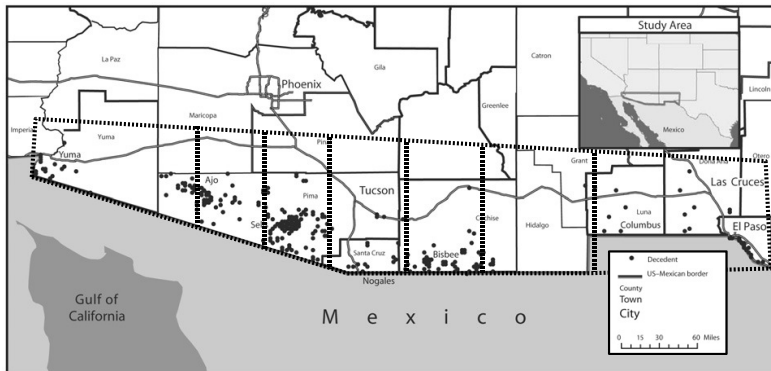 Study Area
Mexico
La Paz
Phoenix
Gila
Catron
Lincoln
Greenlee
Maricopa
Imperial
Yuma
Yuma
Grant
Otero
Ajo
Pima
Tucson
Las Cruces
Cochise
Hidalgo
Luna
Columbus
El Paso
Santa Cruz
Bisbee
Nogales
Decedent
US–Mexican border
County
Town
City
0 15 30 60 Miles
Gulf of
California
Mexico